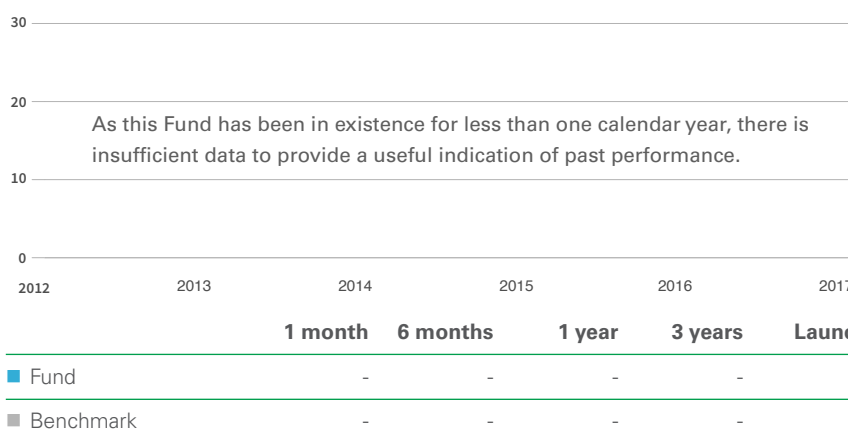 30
20
As this Fund has been in existence for less than one calendar year, there is
insufficient data to provide a useful indication of past performance.
10
0
2012 2013 2014 2015 2016 2017
1 month 6 months 1 year 3 years Launc
Fund - - - -
Benchmark - - - -